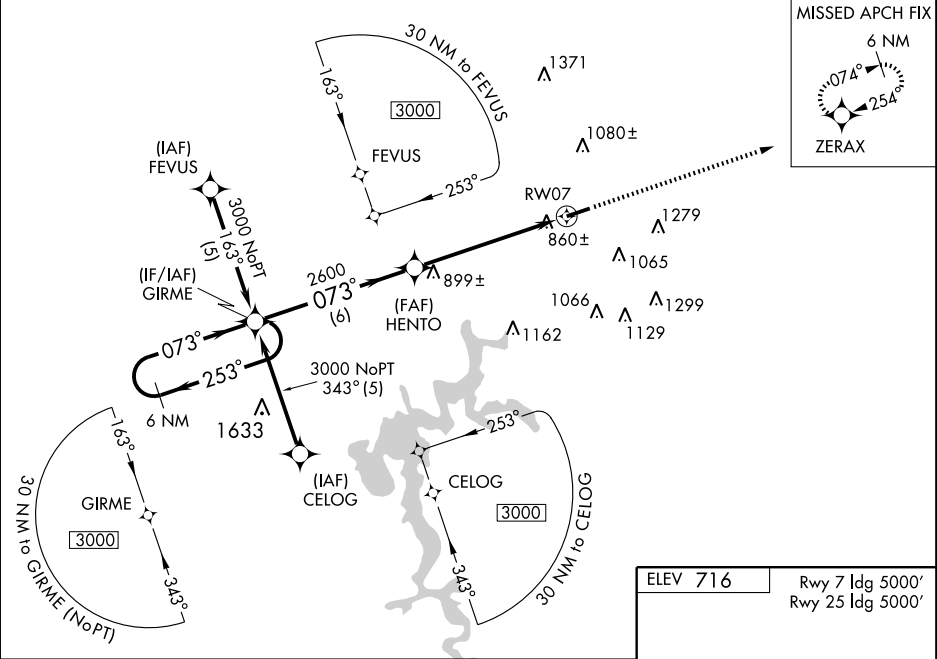 MISSED APCH FIX
6 NM
074°
254°
ZERAX
30 NM to FEVUS
163°
3000
FEVUS
253°
1371
1080±
(IAF)
FEVUS
3000 NoPT
163°
(5)
RW07
860±
1279
1065
(IF/IAF)
GIRME
2600
073°
(6)
899±
(FAF)
HENTO
1066
1299
1129
1162
073°
253°
6 NM
3000 NoPT
343° (5)
1633
(IAF)
CELOG
163°
GIRME
3000
343°
30 NM to GIRME (NoPT)
253°
CELOG
3000
343°
30 NM to CELOG
ELEV 716
Rwy 7 ldg 5000'
Rwy 25 ldg 5000'